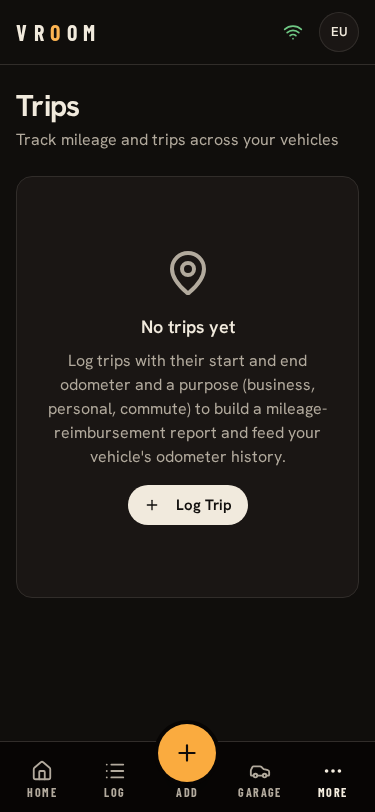 VROOM
EU
Trips
Track mileage and trips across your vehicles
No trips yet
Log trips with their start and end
odometer and a purpose (business,
personal, commute) to build a mileage-
reimbursement report and feed your
vehicle's odometer history.
Log Trip
HOME
LOG
ADD
GARAGE
MORE